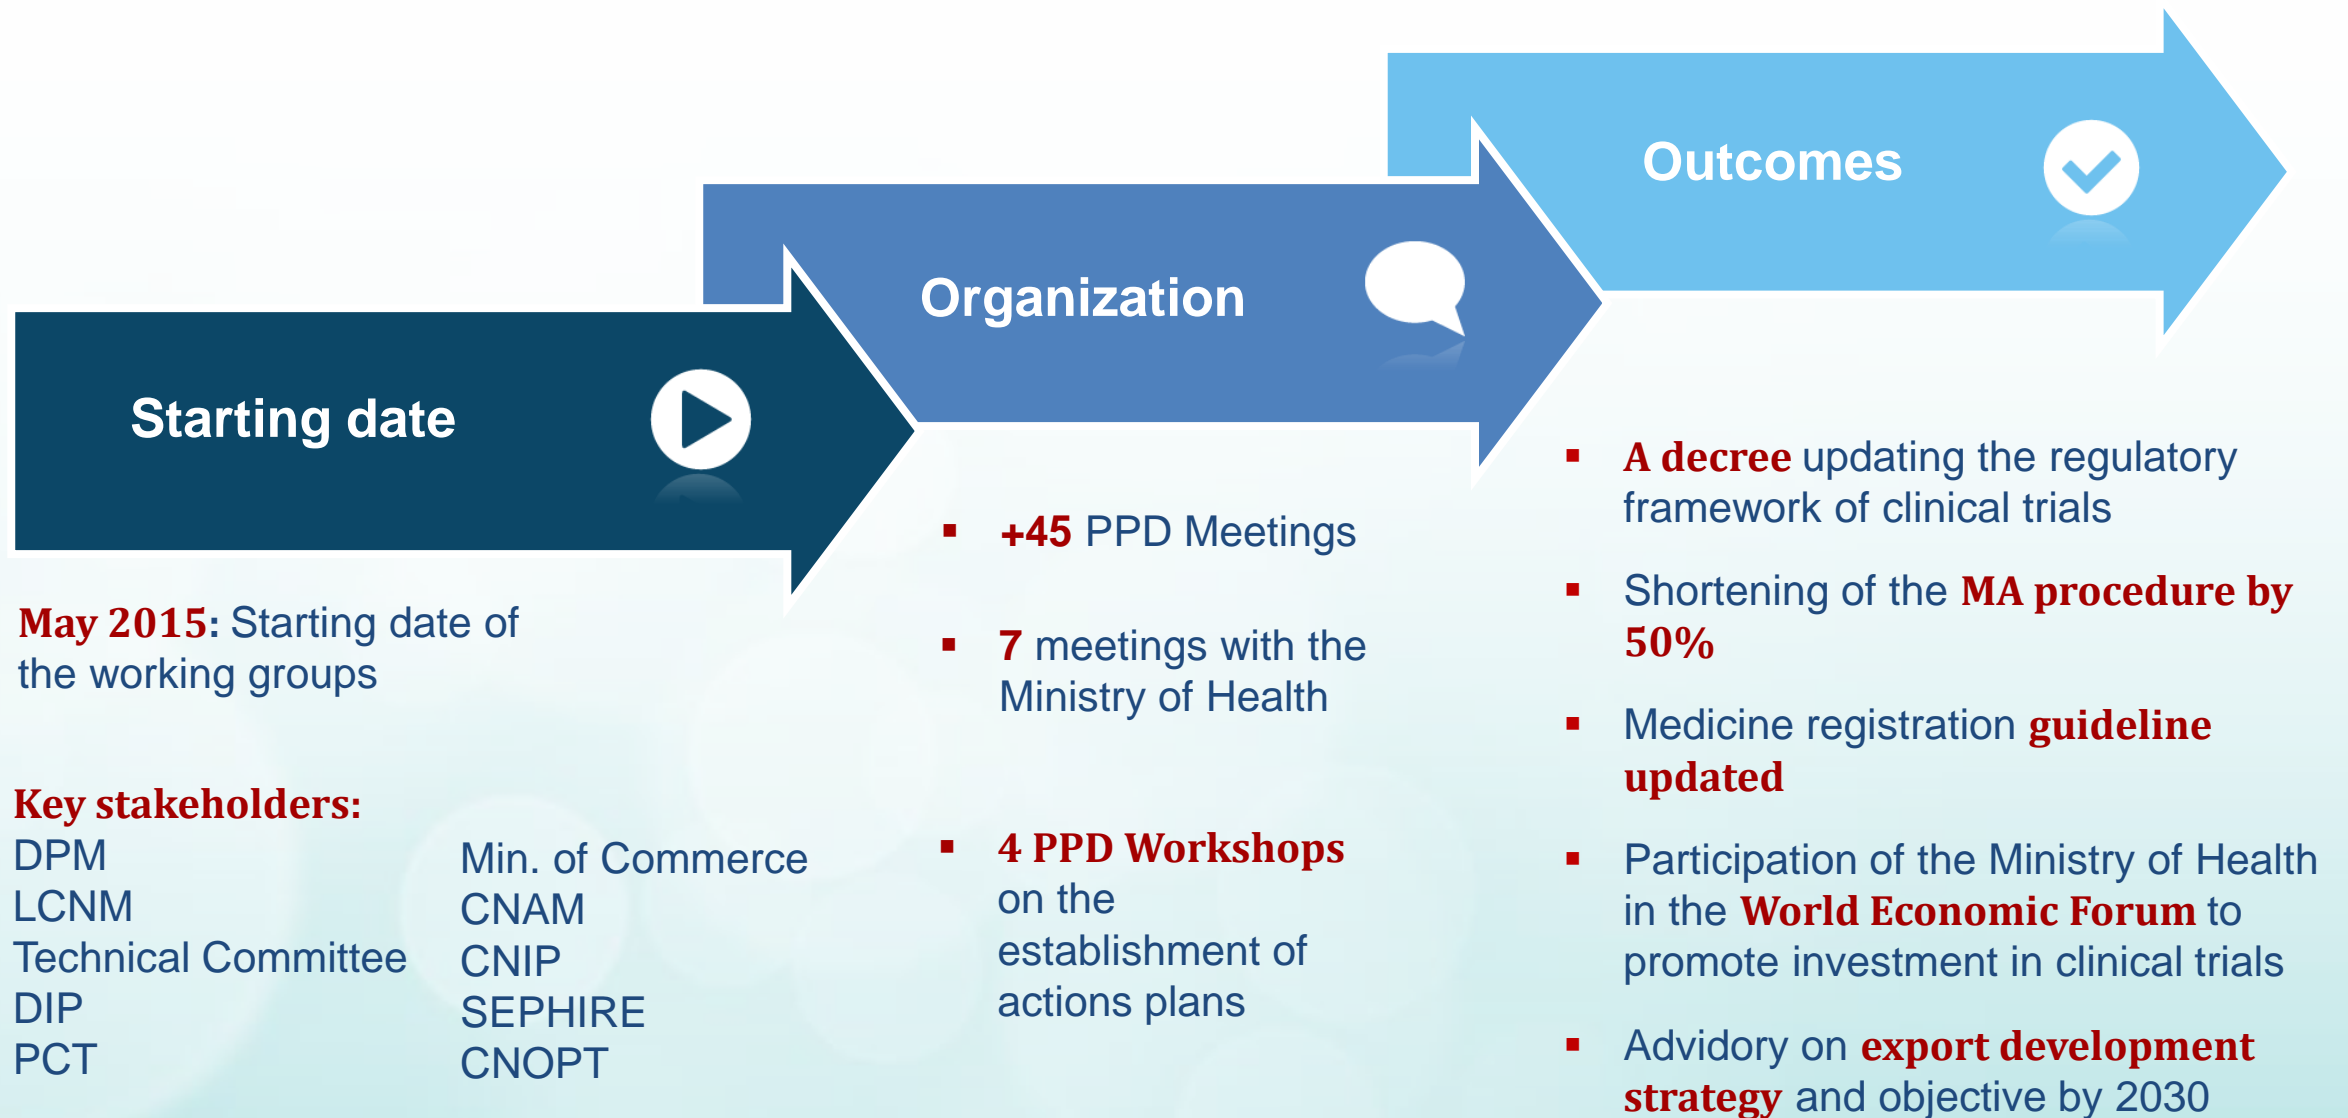 Starting date
May 2015: Starting date of
the working groups
Key stakeholders:
DPM
LCNM
Technical Committee
DIP
PCT
Min. of Commerce
CNAM
CNIP
SEPHIRE
CNOPT
Organization
▪ +45 PPD Meetings
▪ 7 meetings with the
Ministry of Health
▪ 4 PPD Workshops
on the
establishment of
actions plans
Outcomes
▪ A decree updating the regulatory
framework of clinical trials
▪ Shortening of the MA procedure by
50%
▪ Medicine registration guideline
updated
▪ Participation of the Ministry of Health
in the World Economic Forum to
promote investment in clinical trials
▪ Advidory on export development
strategy and objective by 2030